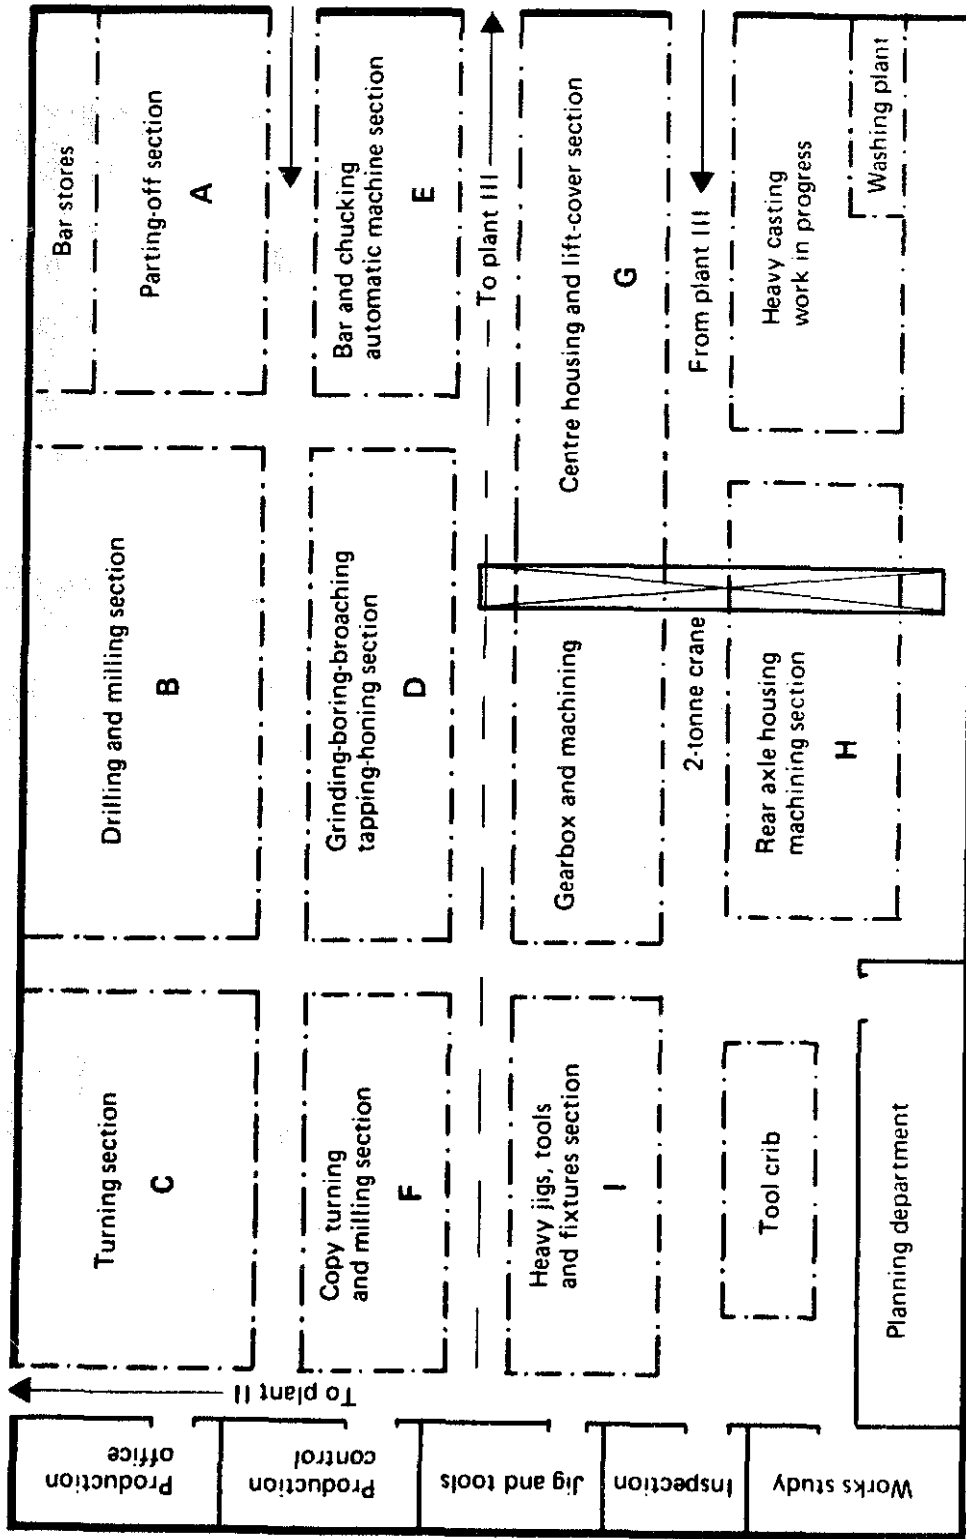 Production
office
Production
control
Jig and tools
Inspection
Works study
To plant II
Turning section
C
Drilling and milling section
B
Bar stores
Parting-off section
A
Copy turning
and milling section
F
Grinding-boring-broaching
tapping-honing section
D
Bar and chucking
automatic machine section
E
To plant III
Heavy jigs, tools
and fixtures section
I
Gearbox and machining
Centre housing and lift-cover section
G
2-tonne crane
From plant III
Tool crib
Rear axle housing
machining section
H
Heavy casting
work in progress
Washing plant
Planning department